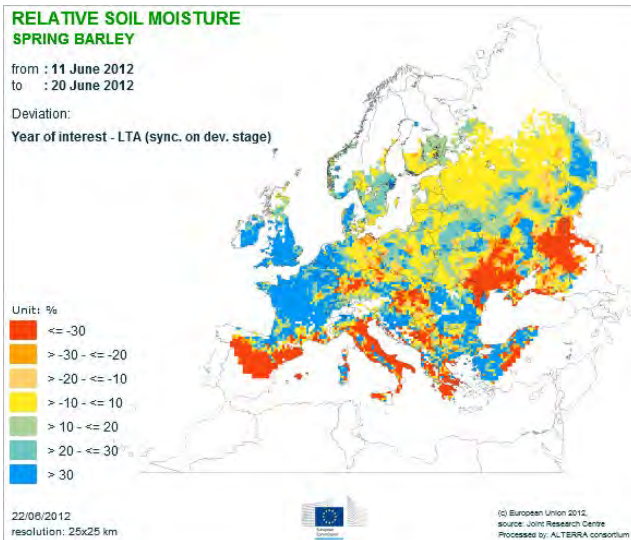 RELATIVE SOIL MOISTURE
SPRING BARLEY
from : 11 June 2012
to : 20 June 2012
Deviation:
Year of interest - LTA (sync. on dev. stage)
Unit: %
<= -30
> -30 - <= -20
> -20 - <= -10
> -10 - <= 10
> 10 - <= 20
> 20 - <= 30
> 30
22/06/2012
resolution: 25x25 km
European
Commission
(c) European Union 2012,
source: Joint Research Centre
Processed by: ALTERRA consortium